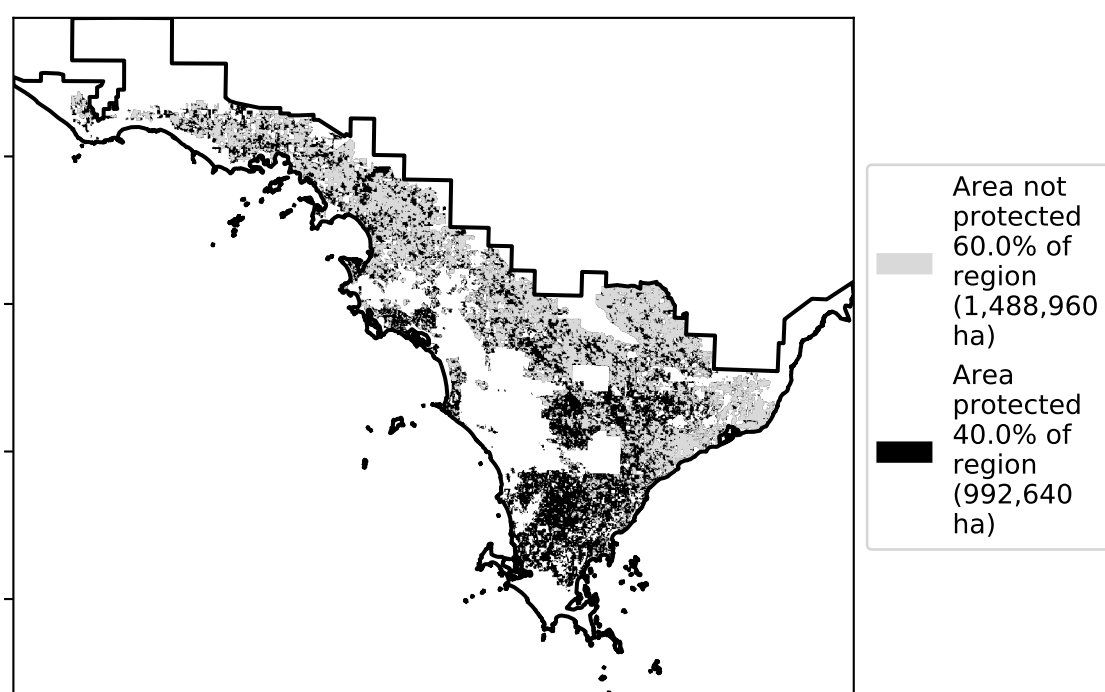 Area not
protected
60.0% of
region
(1,488,960
ha)
Area
protected
40.0% of
region
(992,640
ha)